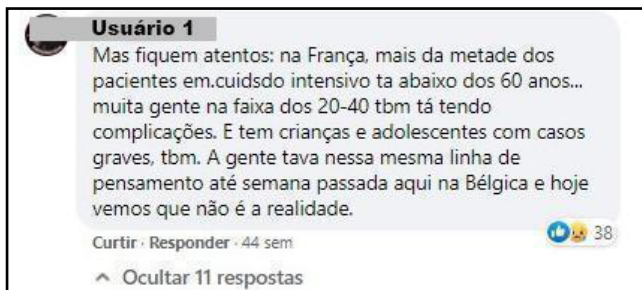 Usuário 1
Mas fiquem atentos: na França, mais da metade dos
pacientes em.cuidsdo intensivo ta abaixo dos 60 anos...
muita gente na faixa dos 20-40 tbm tá tendo
complicações. E tem crianças e adolescentes com casos
graves, tbm. A gente tava nessa mesma linha de
pensamento até semana passada aqui na Bélgica e hoje
vemos que não é a realidade.
Curtir · Responder · 44 sem 38
Ocultar 11 respostas